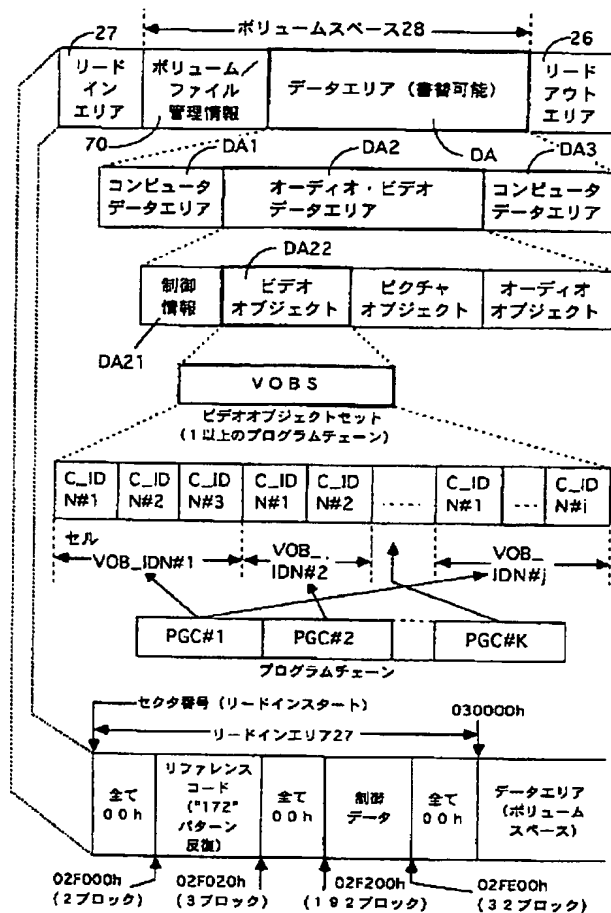 27
ボリュームスペース28
26
リード
イン
エリア
ボリューム/
ファイル
管理情報
データエリア(書替可能)
リード
アウト
エリア
70
DA1
DA2
DA
DA3
コンピュータ
データエリア
オーディオ・ビデオ
データエリア
コンピュータ
データエリア
DA22
制御
情報
ビデオ
オブジェクト
ピクチャ
オブジェクト
オーディオ
オブジェクト
DA21
VOBS
ビデオオブジェクトセット
(1以上のプログラムチェーン)
C_ID
N#1
C_ID
N#2
C_ID
N#3
C_ID
N#1
C_ID
N#2
......
C_ID
N#1
....
C_ID
N#i
セル
VOB_IDN#1
VOB_
IDN#2
VOB_
IDN#j
PGC#1
PGC#2
PGC#K
プログラムチェーン
セクタ番号(リードインスタート)
030000h
リードインエリア27
全て
00h
リファレンス
コード
("172"
パターン
反復)
全て
00h
制御
データ
全て
00h
データエリア
(ボリューム
スペース)
02F000h
(2ブロック)
02F020h
(3ブロック)
02F200h
(192ブロック)
02FE00h
(32ブロック)